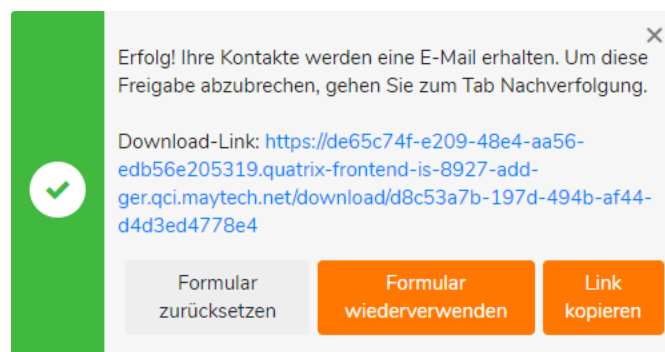 Erfolg! Ihre Kontakte werden eine E-Mail erhalten. Um diese
Freigabe abzubrechen, gehen Sie zum Tab Nachverfolgung.
Download-Link: https://de65c74f-e209-48e4-aa56-
edb56e205319.quatrix-frontend-is-8927-add-
ger.qci.maytech.net/download/d8c53a7b-197d-494b-af44-
d4d3ed4778e4
Formular
zurücksetzen
Formular
wiederverwenden
Link
kopieren